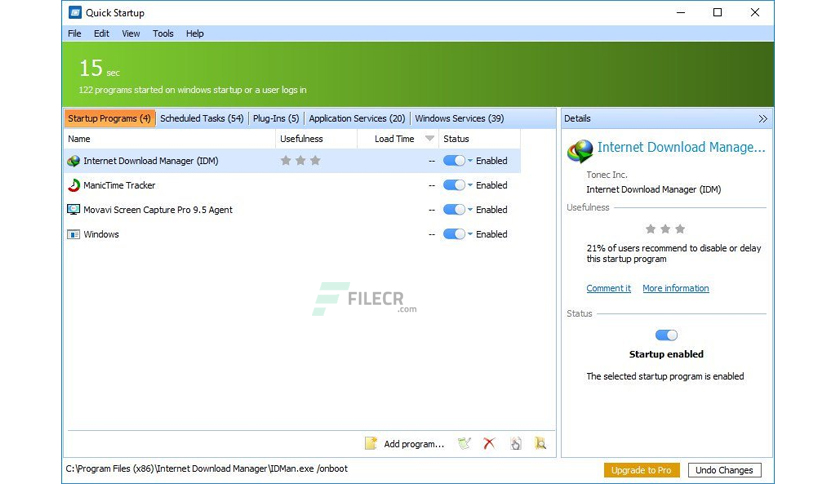 Quick Startup
File Edit View Tools Help
15 sec
122 programs started on windows startup or a user logs in
Startup Programs (4) Scheduled Tasks (54) Plug-Ins (5) Application Services (20) Windows Services (39)
Name Usefulness Load Time Status
Internet Download Manager (IDM) -- Enabled
ManicTime Tracker -- Enabled
Movavi Screen Capture Pro 9.5 Agent -- Enabled
Windows -- Enabled
FILECR
.com
Add program...
Details
Internet Download Manage...
Tonec Inc.
Internet Download Manager (IDM)
Usefulness
21% of users recommend to disable or delay
this startup program
Comment it More information
Status
Startup enabled
The selected startup program is enabled
C:\Program Files (x86)\Internet Download Manager\IDMan.exe /onboot
Upgrade to Pro Undo Changes